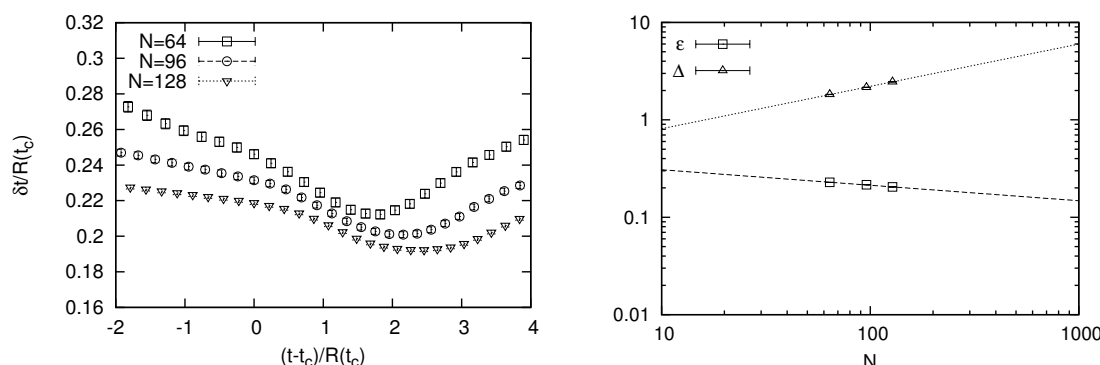 0.32
0.3
0.28
0.26
0.24
0.22
0.2
0.18
0.16
δt/R(t_c)
N=64
N=96
N=128
-2 -1 0 1 2 3 4
(t-t_c)/R(t_c)
10
1
0.1
0.01
ε
Δ
10 100 1000
N